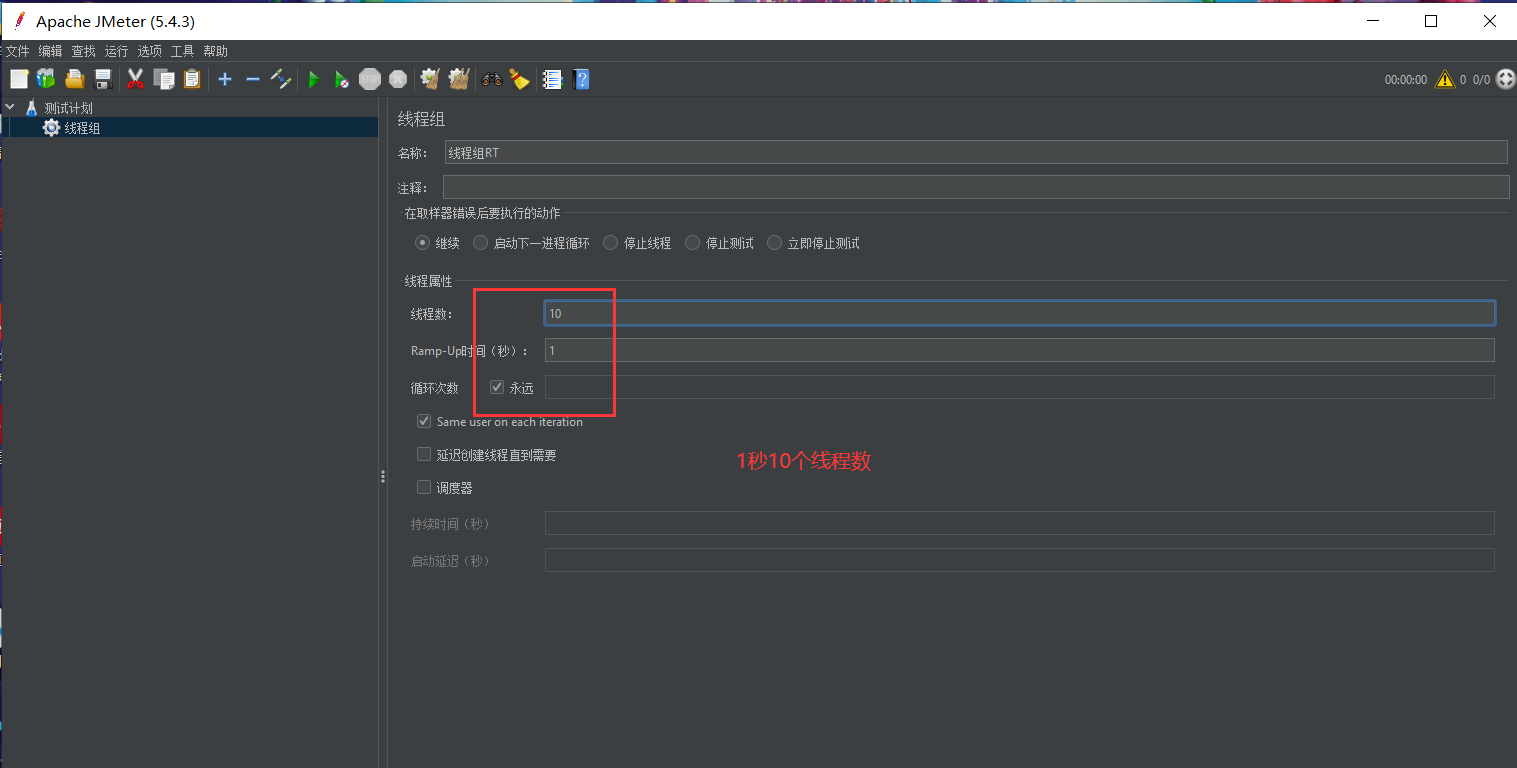 Apache JMeter (5.4.3)
文件 编辑 查找 运行 选项 工具 帮助
STOP
00:00:00 0 0/0
测试计划
线程组
线程组
名称： 线程组RT
注释：
在取样器错误后要执行的动作
继续 启动下一进程循环 停止线程 停止测试 立即停止测试
线程属性
线程数： 10
Ramp-Up时间（秒）： 1
循环次数 永远
Same user on each iteration
延迟创建线程直到需要
1秒10个线程数
调度器
持续时间（秒）
启动延迟（秒）